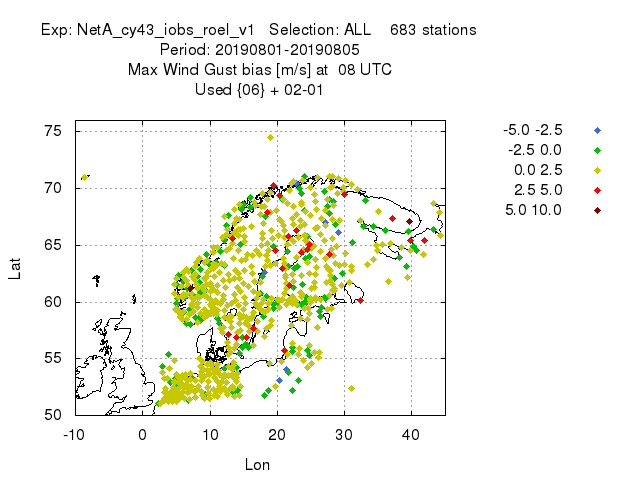 Exp: NetA_cy43_iobs_roel_v1   Selection: ALL    683 stations
Period: 20190801-20190805
Max Wind Gust bias [m/s] at  08 UTC
Used {06} + 02-01
-5.0 -2.5
-2.5 0.0
0.0 2.5
2.5 5.0
5.0 10.0
Lat
75
70
65
60
55
50
-10 0 10 20 30 40
Lon